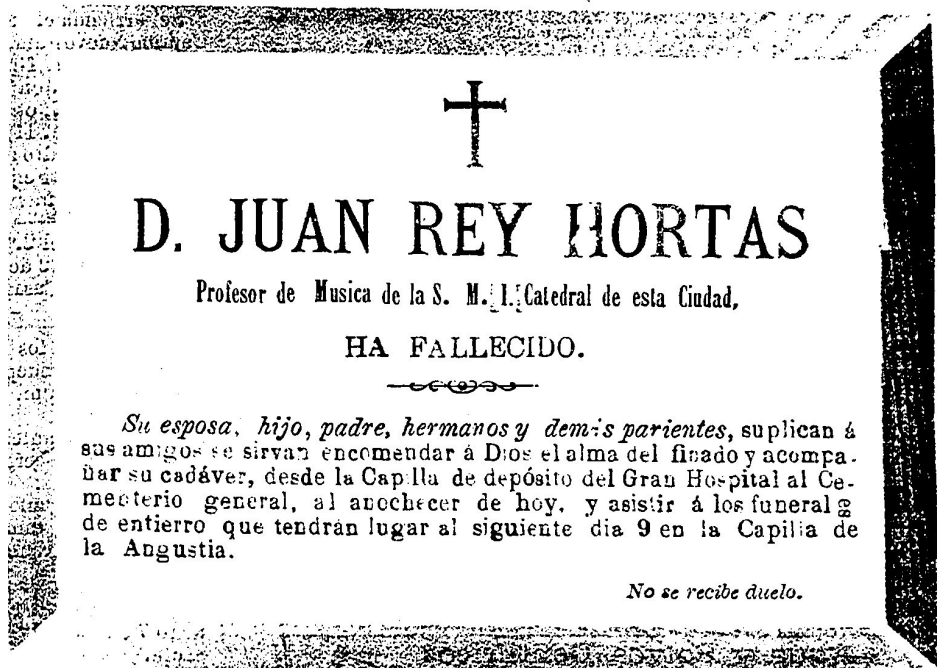 D. JUAN REY HORTAS
Profesor de Musica de la S. M. I. Catedral de esta Ciudad,
HA FALLECIDO.
Su esposa, hijo, padre, hermanos y demás parientes, suplican á
sus amigos se sirvan encomendar á Dios el alma del finado y acompa-
ñar su cadáver, desde la Capilla de depósito del Gran Hospital al Ce-
menterio general, al anochecer de hoy, y asistir á los funerales
de entierro que tendrán lugar al siguiente dia 9 en la Capilla de
la Angustia.
No se recibe duelo.